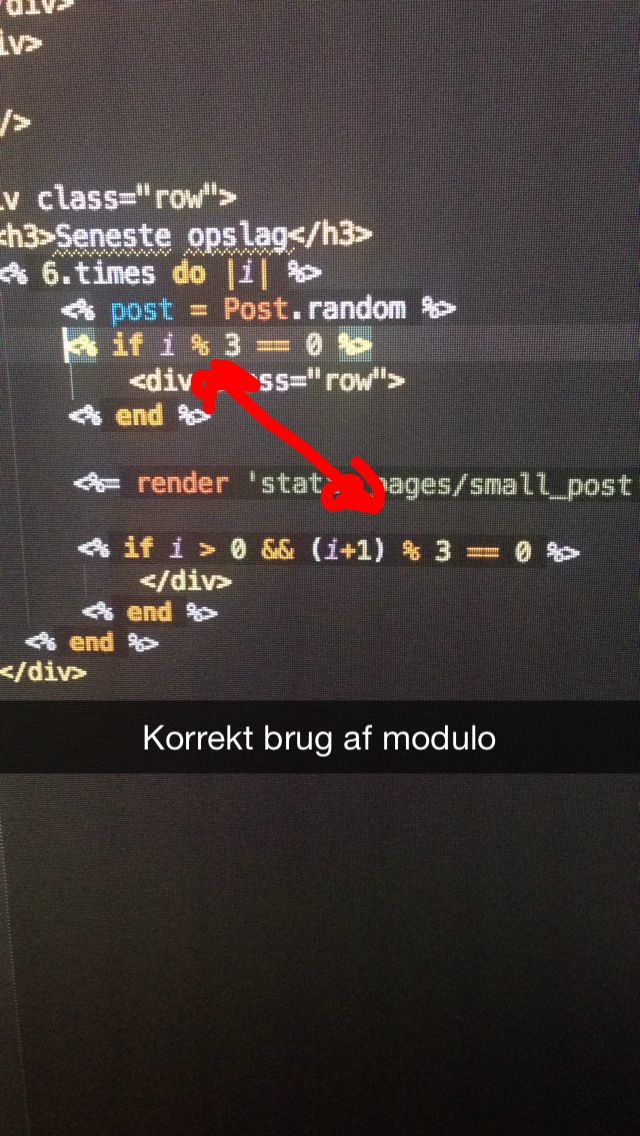 /div>
iv>
/>
v class="row">
<h3>Seneste opslag</h3>
<% 6.times do |i| %>
<% post = Post.random %>
<% if i % 3 == 0 %>
<div ss="row">
<% end %>
<%= render 'stat ages/small_post
<% if i > 0 && (i+1) % 3 == 0 %>
</div>
<% end %>
<% end %>
</div>
Korrekt brug af modulo